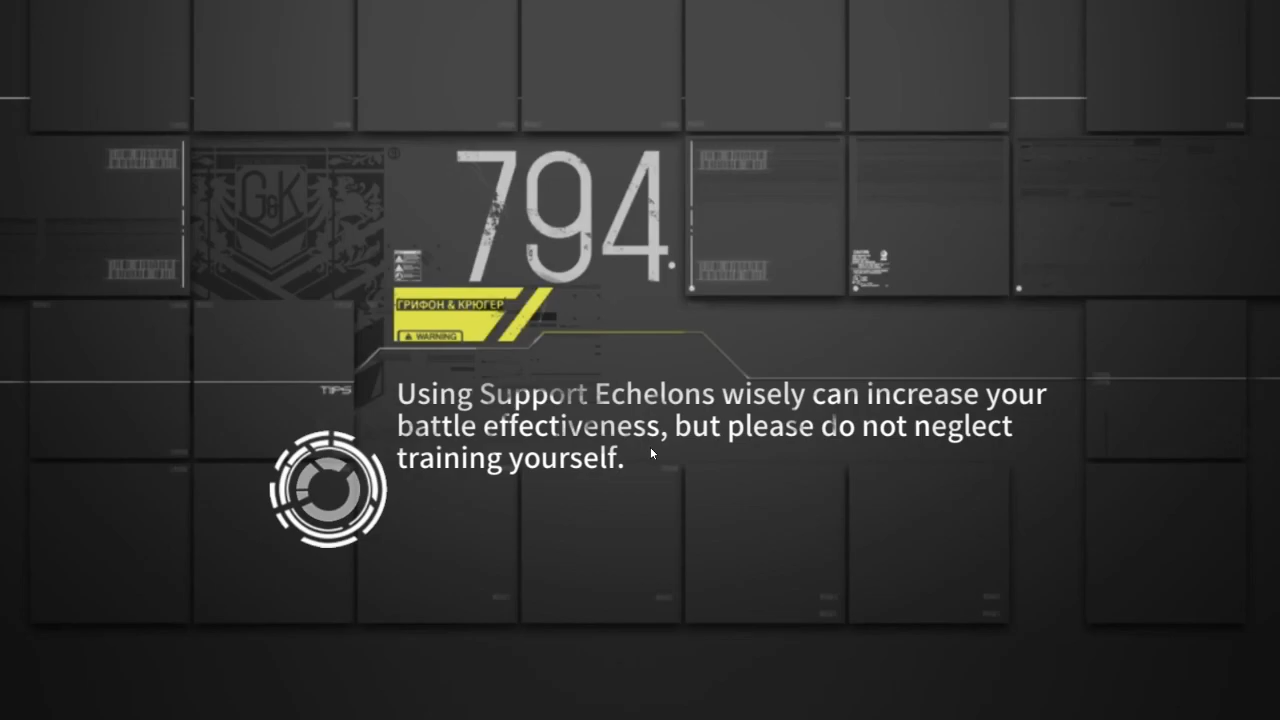 G&K
794.
ГРИФОН & КРЮГЕР
WARNING
TIPS
Using Support Echelons wisely can increase your
battle effectiveness, but please do not neglect
training yourself.